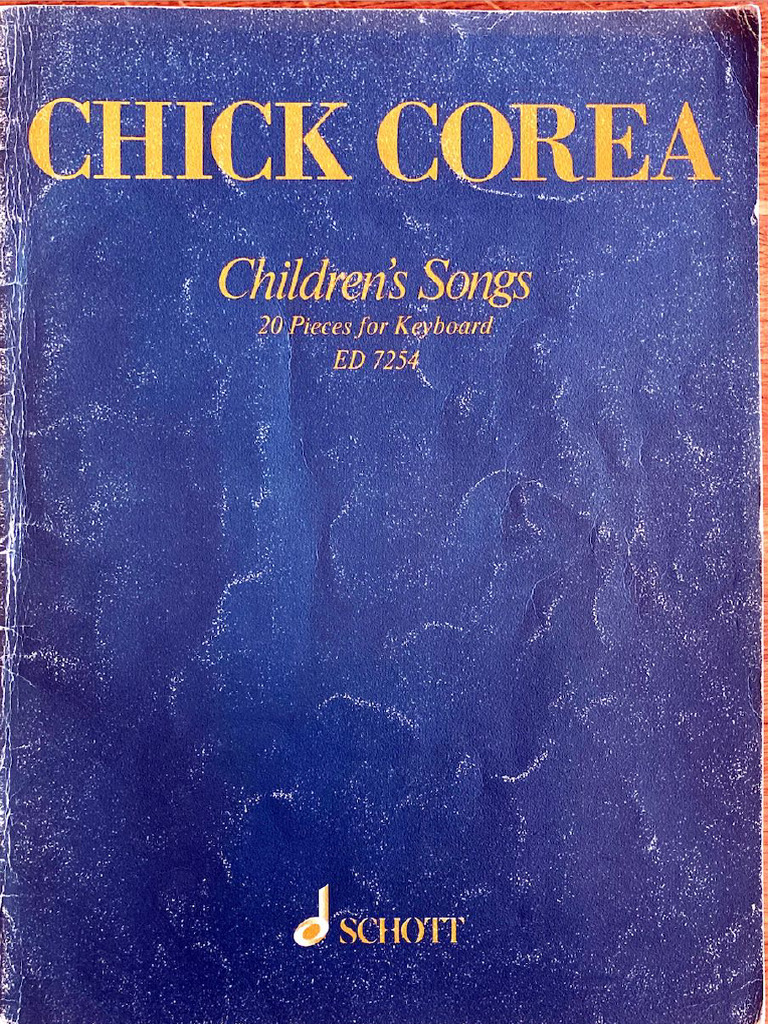 CHICK COREA
Children's Songs
20 Pieces for Keyboard
ED 7254
SCHOTT